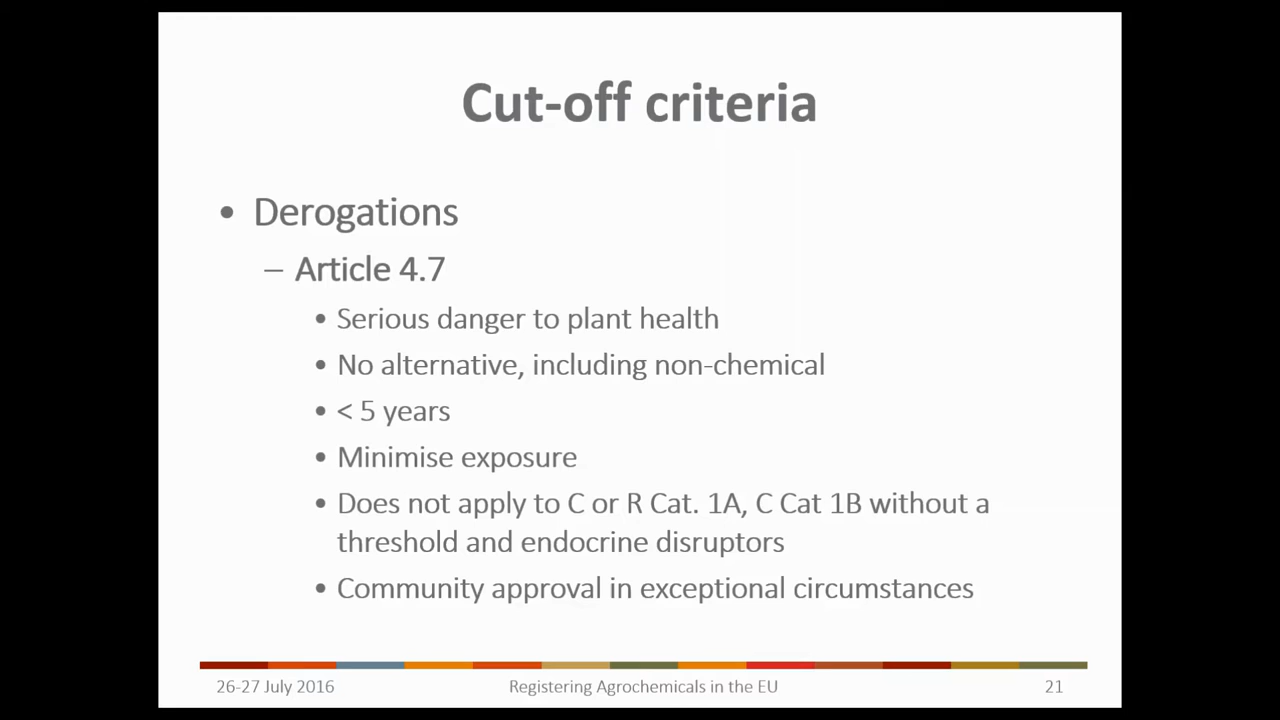 Cut-off criteria
• Derogations
– Article 4.7
• Serious danger to plant health
• No alternative, including non-chemical
• < 5 years
• Minimise exposure
• Does not apply to C or R Cat. 1A, C Cat 1B without a
threshold and endocrine disruptors
• Community approval in exceptional circumstances
26-27 July 2016
Registering Agrochemicals in the EU
21